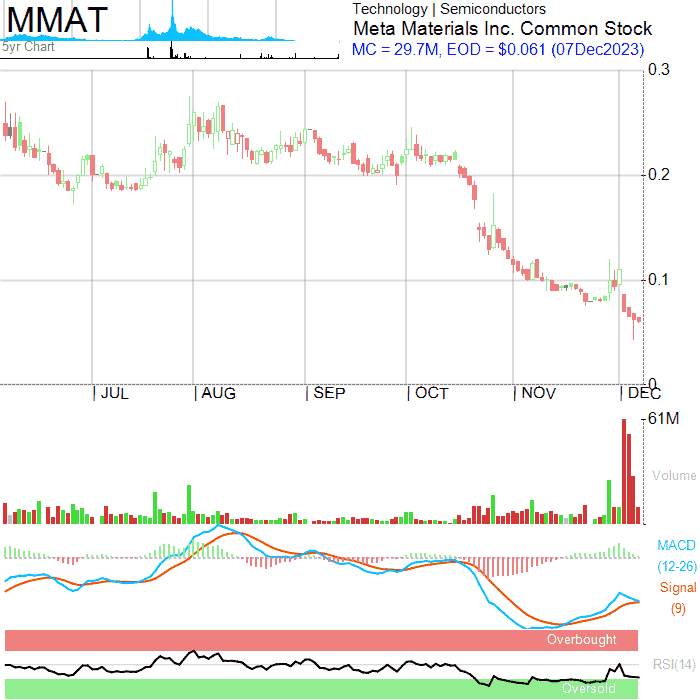 MMAT
5yr Chart
Technology | Semiconductors
Meta Materials Inc. Common Stock
MC = 29.7M, EOD = $0.061 (07Dec2023)
0.3
0.2
0.1
0
| JUL | AUG | SEP | OCT | NOV | DEC
61M
Volume
MACD
(12-26)
Signal
(9)
Overbought
RSI(14)
Oversold